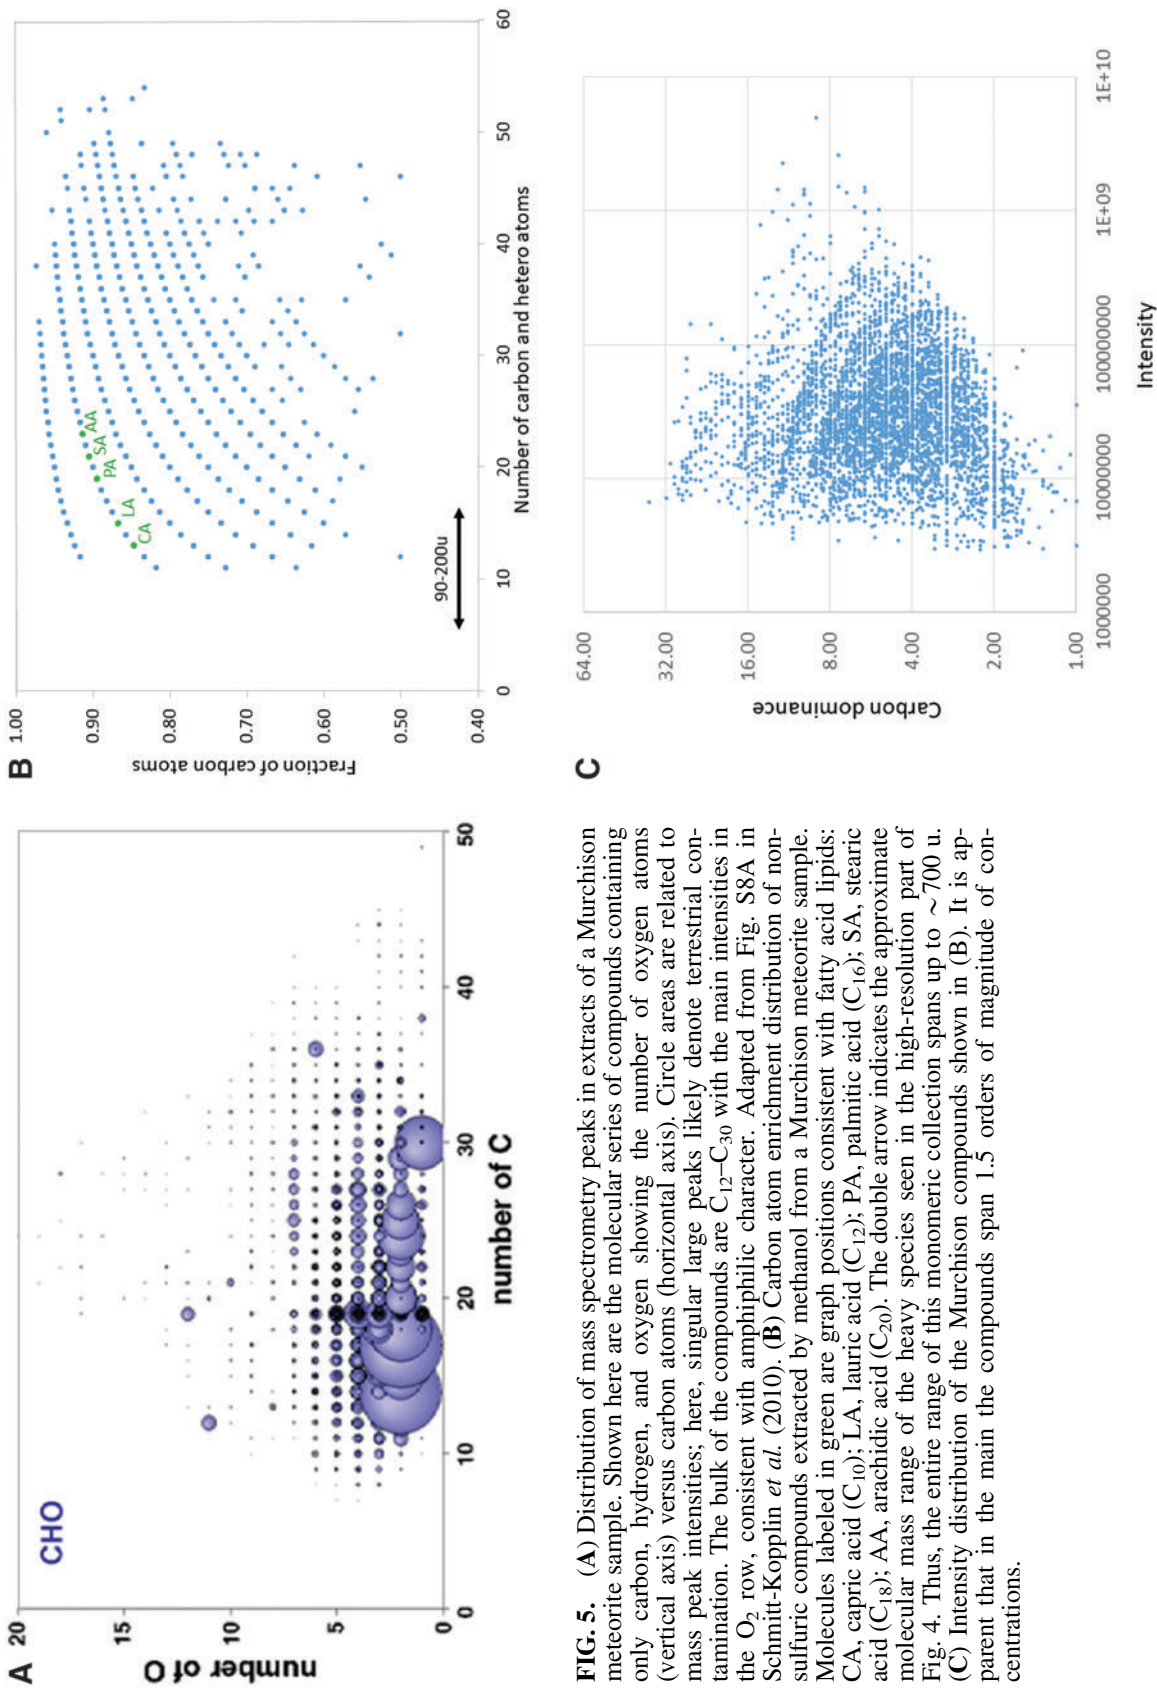 A
CHO
20
15
10
5
0
number of O
0
10
20
30
40
50
number of C
B
1.00
0.90
0.80
0.70
0.60
0.50
0.40
Fraction of carbon atoms
CA
LA
PA
SA
AA
90-200u
0
10
20
30
40
50
60
Number of carbon and hetero atoms
FIG. 5. (A) Distribution of mass spectrometry peaks in extracts of a Murchison
meteorite sample. Shown here are the molecular series of compounds containing
only carbon, hydrogen, and oxygen showing the number of oxygen atoms
(vertical axis) versus carbon atoms (horizontal axis). Circle areas are related to
mass peak intensities; here, singular large peaks likely denote terrestrial con-
tamination. The bulk of the compounds are C12–C30 with the main intensities in
the O2 row, consistent with amphiphilic character. Adapted from Fig. S8A in
Schmitt-Kopplin et al. (2010). (B) Carbon atom enrichment distribution of non-
sulfuric compounds extracted by methanol from a Murchison meteorite sample.
Molecules labeled in green are graph positions consistent with fatty acid lipids:
CA, capric acid (C10); LA, lauric acid (C12); PA, palmitic acid (C16); SA, stearic
acid (C18); AA, arachidic acid (C20). The double arrow indicates the approximate
molecular mass range of the heavy species seen in the high-resolution part of
Fig. 4. Thus, the entire range of this monomeric collection spans up to ~700 u.
(C) Intensity distribution of the Murchison compounds shown in (B). It is ap-
parent that in the main the compounds span 1.5 orders of magnitude of con-
centrations.
C
64.00
32.00
16.00
8.00
4.00
2.00
1.00
Carbon dominance
1000000
10000000
100000000
1E+09
1E+10
Intensity